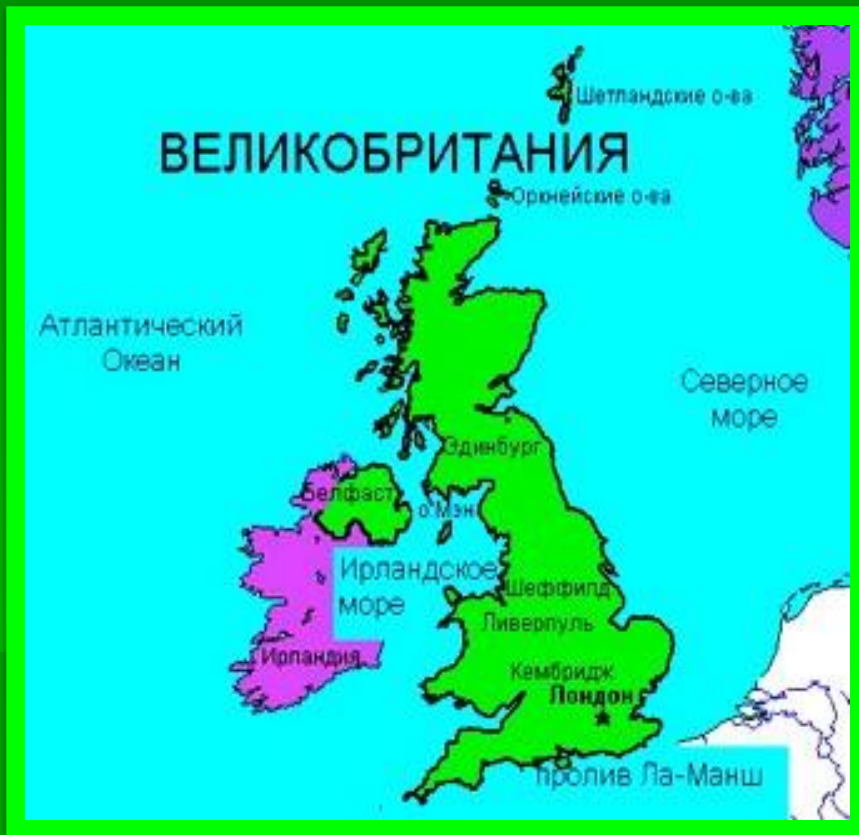 Шетландские о-ва
ВЕЛИКОБРИТАНИЯ
Оркнейские о-ва
Атлантический
Океан
Северное
море
Эдинбург
Белфаст
о.Мэн
Ирландское
море
Шеффилд
Ливерпуль
Ирландия
Кембридж
Лондон
пролив Ла-Манш